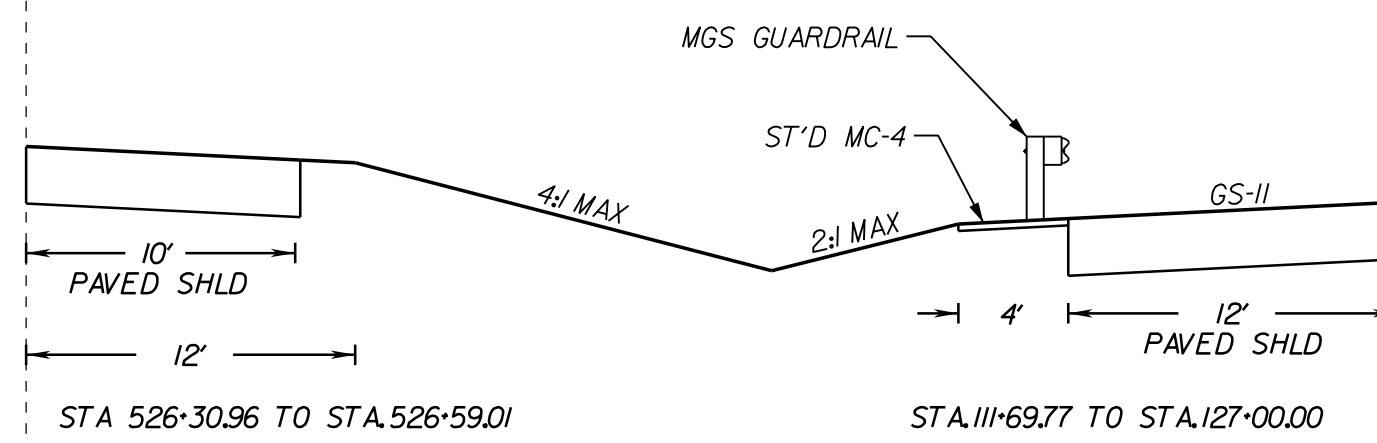 MGS GUARDRAIL
ST'D MC-4
4:1 MAX
2:1 MAX
GS-11
10'
PAVED SHLD
4'
12'
PAVED SHLD
12'
STA 526+30.96 TO STA.526+59.01
STA.111+69.77 TO STA.127+00.00